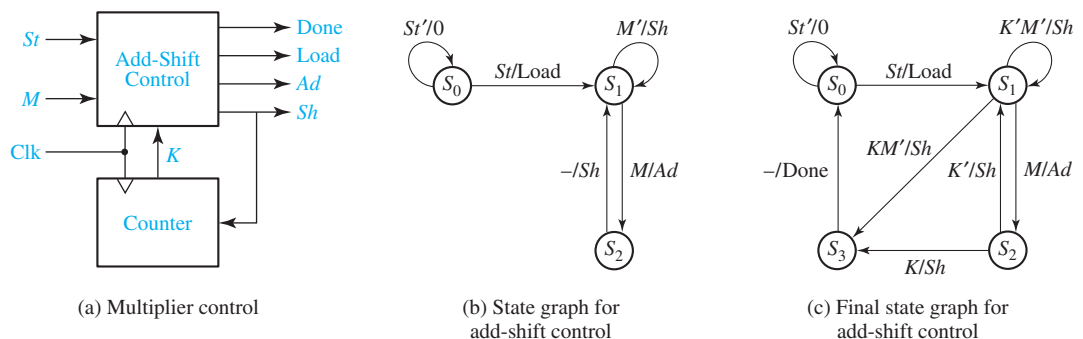 St
M
Clk
Add-Shift
Control
Done
Load
Ad
Sh
K
Counter
(a) Multiplier control
St′/0
M′/Sh
St/Load
S0
S1
–/Sh
M/Ad
S2
(b) State graph for
add-shift control
St′/0
K′M′/Sh
St/Load
S0
S1
KM′/Sh
–/Done
K′/Sh
M/Ad
S3
S2
K/Sh
(c) Final state graph for
add-shift control